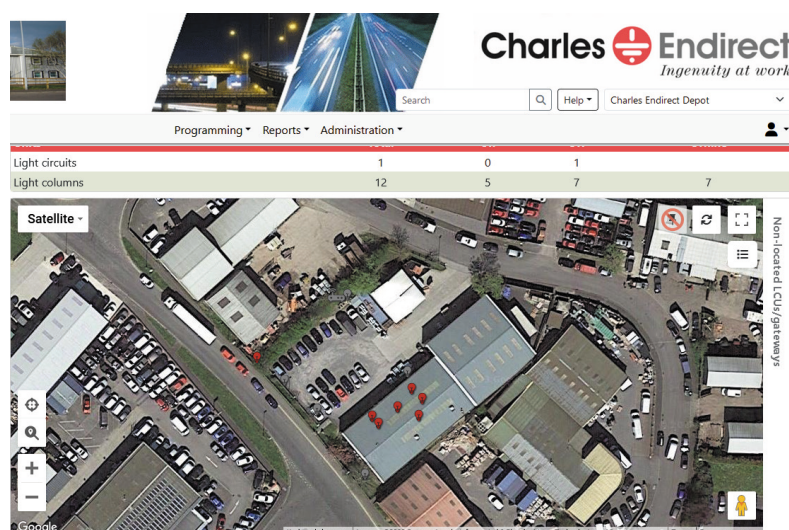 Charles Endirect
Ingenuity at work
Search
Help
Charles Endirect Depot
Programming Reports Administration
Light circuits 1 0 1
Light columns 12 5 7 7
Satellite
Non-located LCUs/gateways
Google